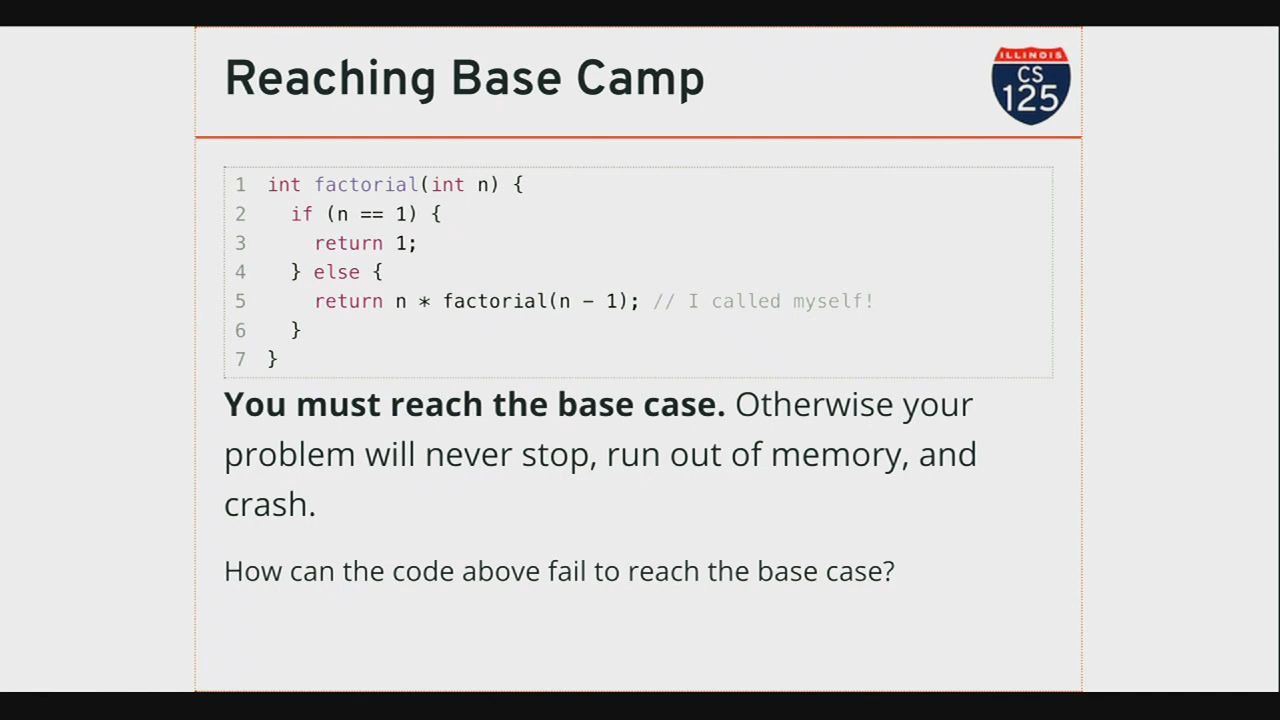 Reaching Base Camp
ILLINOIS
CS
125
1 int factorial(int n) {
2   if (n == 1) {
3     return 1;
4   } else {
5     return n * factorial(n - 1); // I called myself!
6   }
7 }
You must reach the base case. Otherwise your
problem will never stop, run out of memory, and
crash.
How can the code above fail to reach the base case?